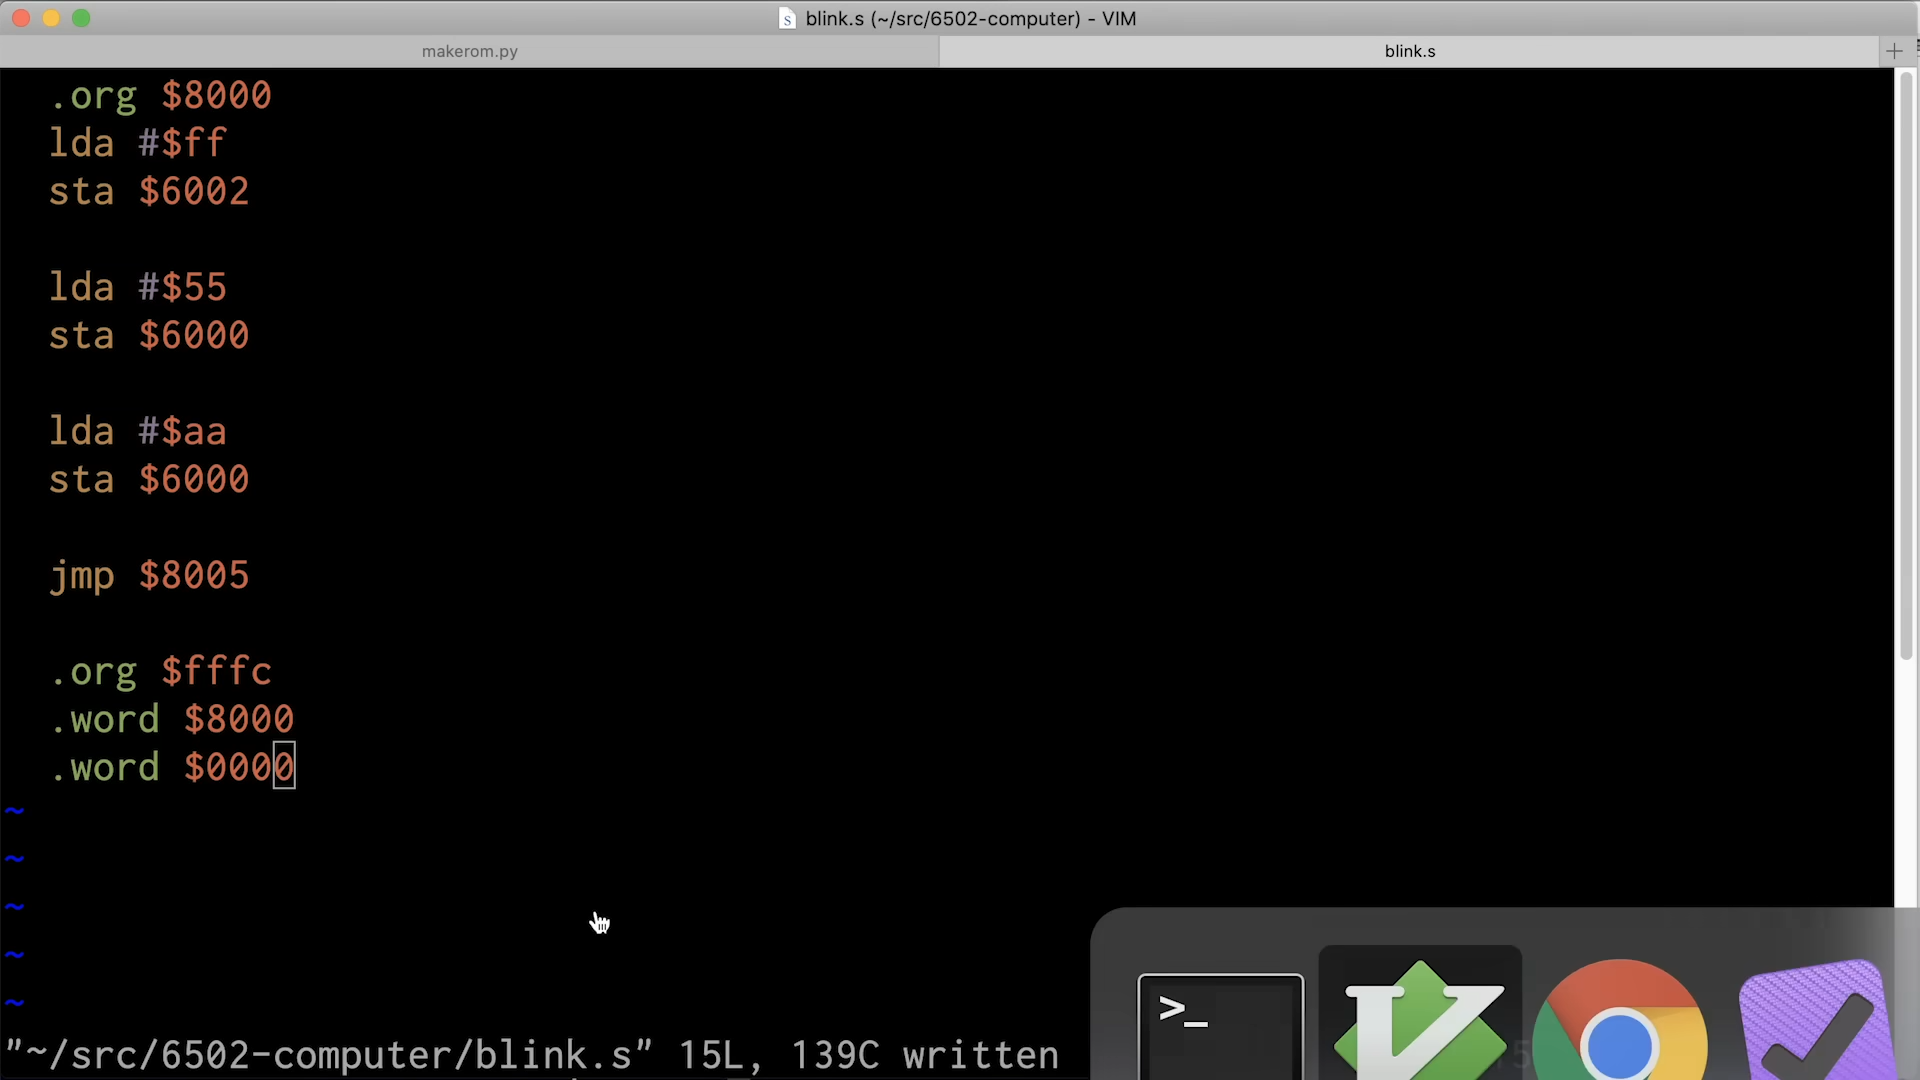 blink.s (~/src/6502-computer) - VIM
makerom.py
blink.s
.org $8000
lda #$ff
sta $6002
lda #$55
sta $6000
lda #$aa
sta $6000
jmp $8005
.org $fffc
.word $8000
.word $0000
~
~
~
~
~
"~/src/6502-computer/blink.s" 15L, 139C written
>_